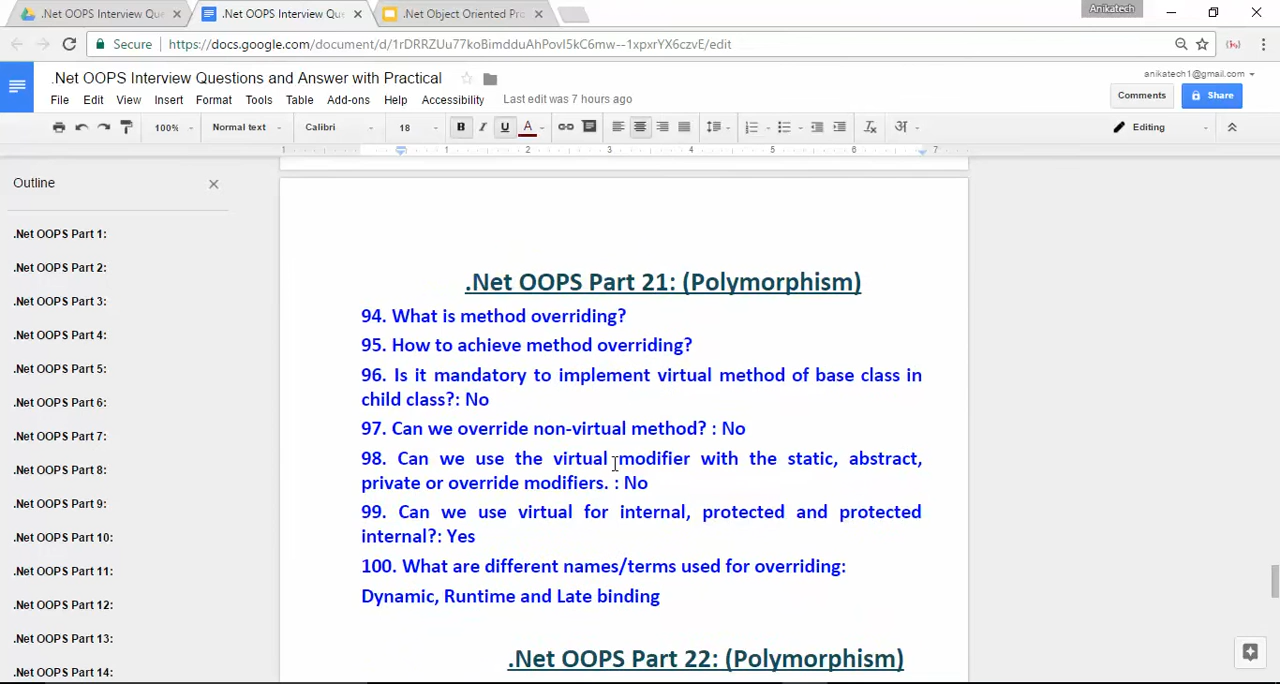 .Net OOPS Interview Que
.Net OOPS Interview Qu
.Net Object Oriented Pro
Anikatech
Secure
https://docs.google.com/document/d/1rDRRZUu77koBimdduAhPovI5kC6mw--1xpxrYX6czvE/edit
.Net OOPS Interview Questions and Answer with Practical
anikatech1@gmail.com
File Edit View Insert Format Tools Table Add-ons Help Accessibility Last edit was 7 hours ago
Comments
Share
100% Normal text Calibri 18 B I U A अ Editing
1 1 2 3 4 5 6 7
Outline
.Net OOPS Part 1:
.Net OOPS Part 2:
.Net OOPS Part 3:
.Net OOPS Part 4:
.Net OOPS Part 5:
.Net OOPS Part 6:
.Net OOPS Part 7:
.Net OOPS Part 8:
.Net OOPS Part 9:
.Net OOPS Part 10:
.Net OOPS Part 11:
.Net OOPS Part 12:
.Net OOPS Part 13:
.Net OOPS Part 14:
.Net OOPS Part 21: (Polymorphism)
94. What is method overriding?
95. How to achieve method overriding?
96. Is it mandatory to implement virtual method of base class in
child class?: No
97. Can we override non-virtual method? : No
98. Can we use the virtual modifier with the static, abstract,
private or override modifiers. : No
99. Can we use virtual for internal, protected and protected
internal?: Yes
100. What are different names/terms used for overriding:
Dynamic, Runtime and Late binding
.Net OOPS Part 22: (Polymorphism)